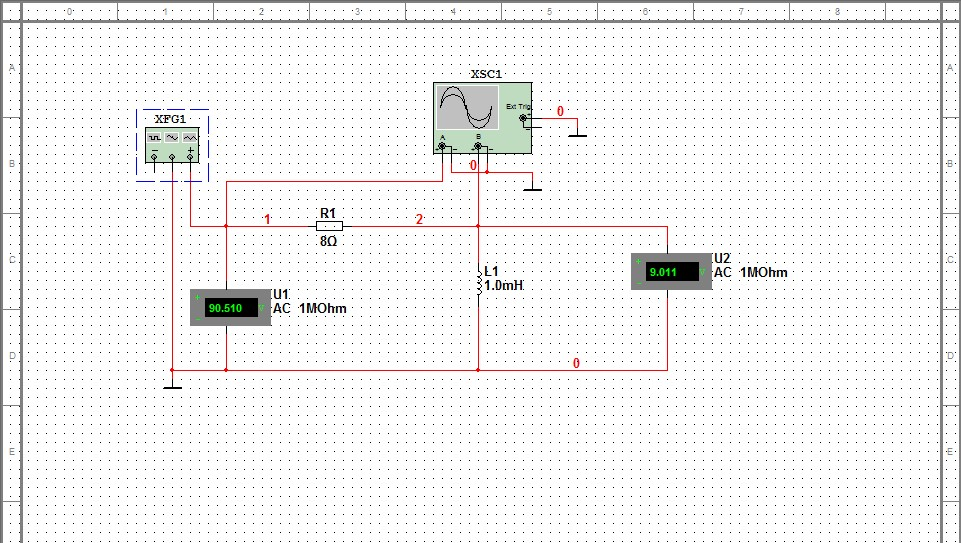 0 1 2 3 4 5 6 7 8
XSC1
Ext Trig
+
0
A B
+ - + -
0
XFG1
- +
A A
B B
C C
D D
E E
1
R1
8Ω
2
L1
1.0mH
U2
9.011 V
AC 1MOhm
+
-
U1
90.510 V
AC 1MOhm
+
-
0